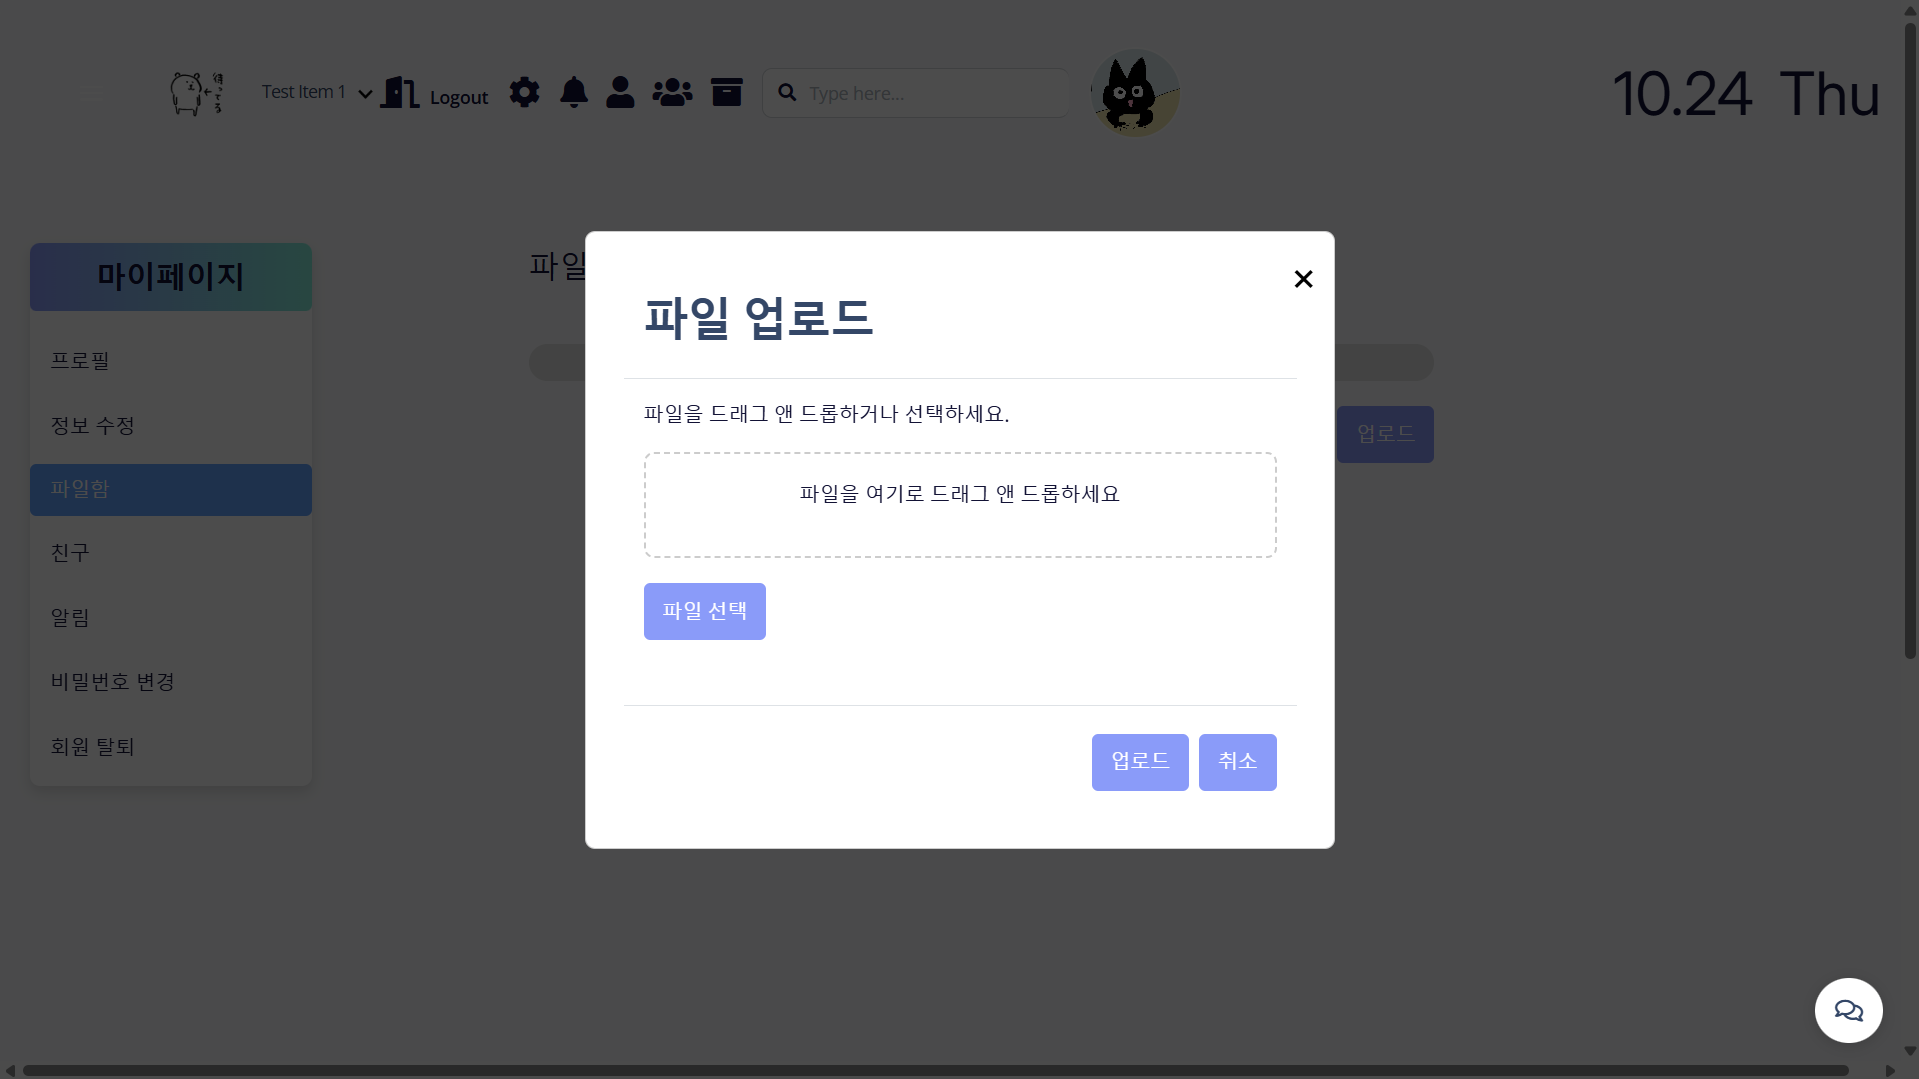 Test Item 1
Logout
Type here...
10.24 Thu
마이페이지
프로필
정보 수정
파일함
친구
알림
비밀번호 변경
회원 탈퇴
파일
업로드
파일 업로드
파일을 드래그 앤 드롭하거나 선택하세요.
파일을 여기로 드래그 앤 드롭하세요
파일 선택
업로드
취소